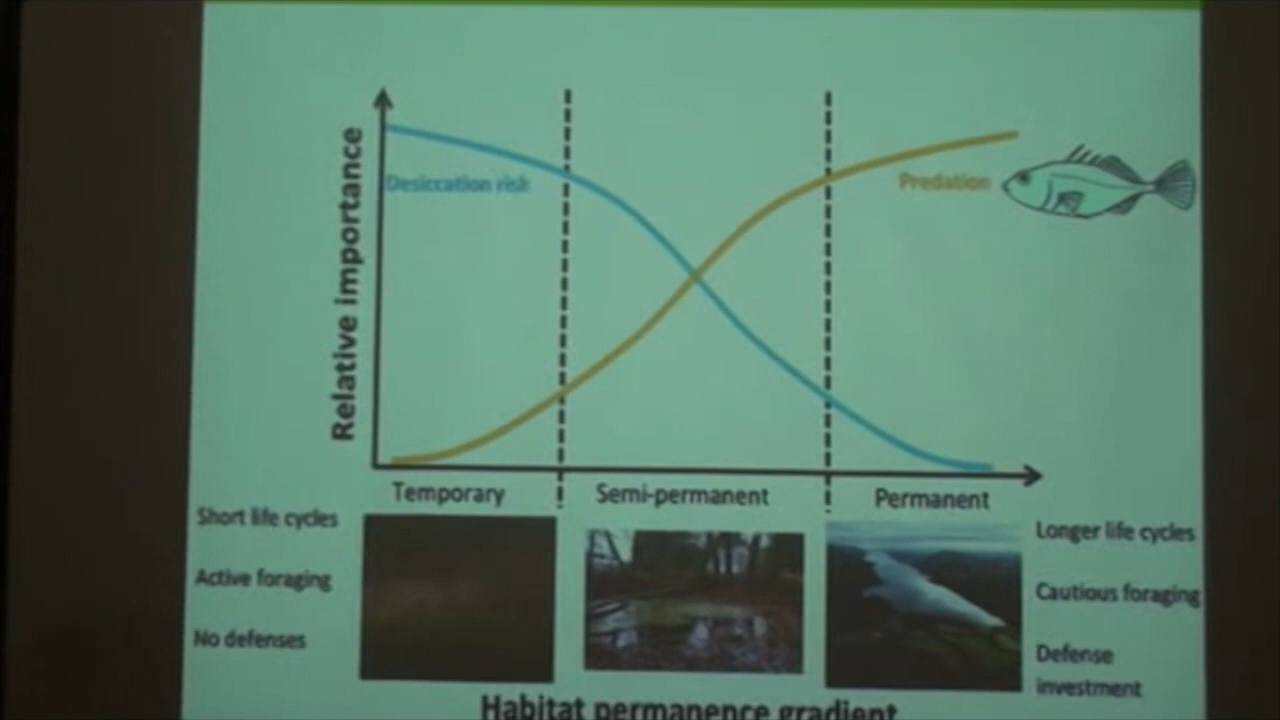 Relative importance
Desiccation risk
Predation
Temporary
Semi-permanent
Permanent
Short life cycles
Active foraging
No defenses
Longer life cycles
Cautious foraging
Defense
investment
Habitat permanence gradient